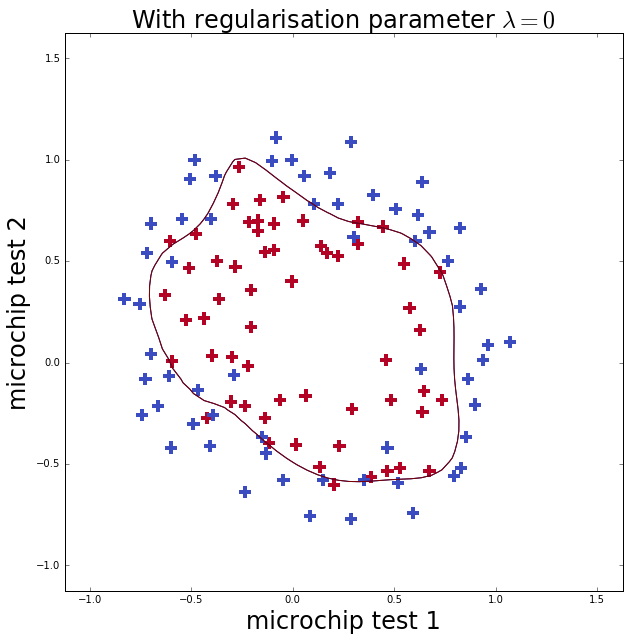 With regularisation parameter λ = 0
1.5
1.0
0.5
0.0
−0.5
−1.0
microchip test 2
−1.0 −0.5 0.0 0.5 1.0 1.5
microchip test 1